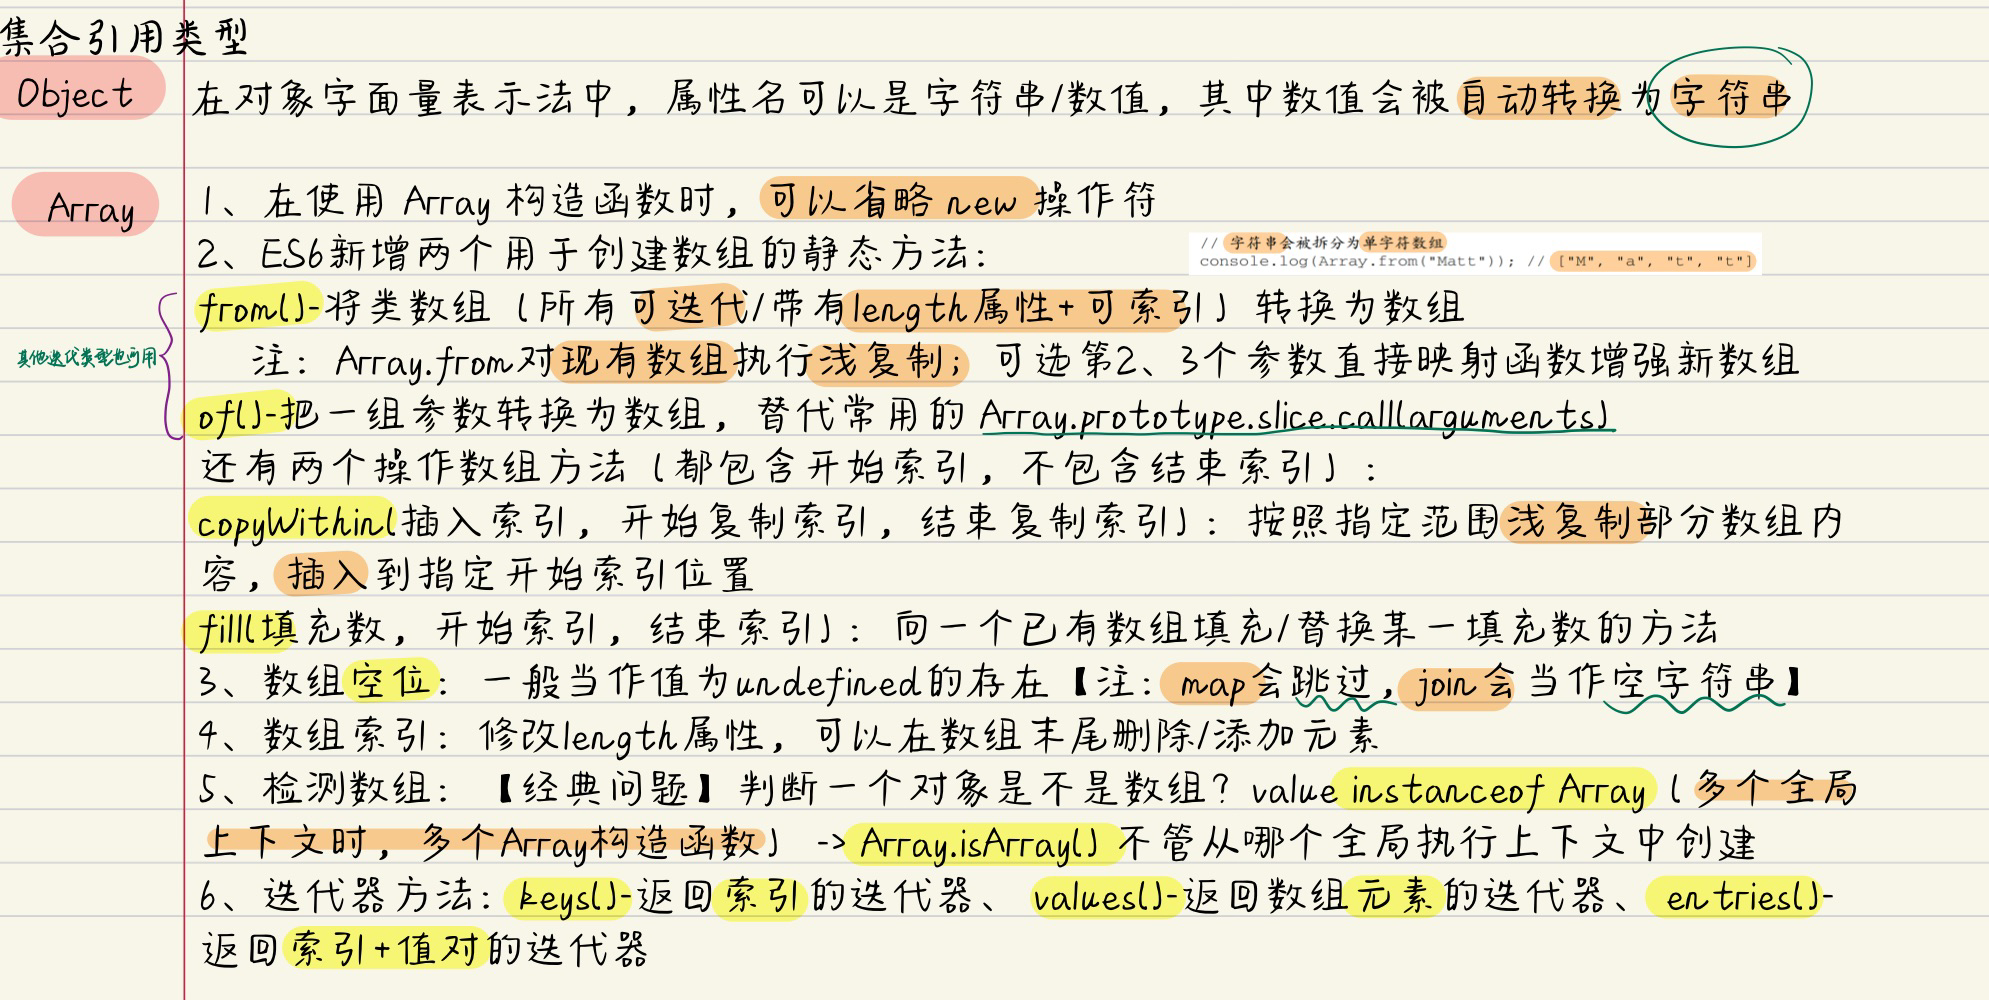 集合引用类型
Object
在对象字面量表示法中，属性名可以是字符串/数值，其中数值会被自动转换为字符串
Array
1、在使用 Array 构造函数时，可以省略 new 操作符
2、ES6新增两个用于创建数组的静态方法：
// 字符串会被拆分为单字符数组
console.log(Array.from("Matt")); // ["M", "a", "t", "t"]
from()-将类数组（所有可迭代/带有length属性+可索引）转换为数组
其他迭代类型也可用
注：Array.from对现有数组执行浅复制；可选第2、3个参数直接映射函数增强新数组
of()-把一组参数转换为数组，替代常用的 Array.prototype.slice.call(arguments)
还有两个操作数组方法（都包含开始索引，不包含结束索引）：
copyWithin(插入索引，开始复制索引，结束复制索引)：按照指定范围浅复制部分数组内
容，插入到指定开始索引位置
fill(填充数，开始索引，结束索引)：向一个已有数组填充/替换某一填充数的方法
3、数组空位：一般当作值为undefined的存在【注：map会跳过，join会当作空字符串】
4、数组索引：修改length属性，可以在数组末尾删除/添加元素
5、检测数组：【经典问题】判断一个对象是不是数组？value instanceof Array（多个全局
上下文时，多个Array构造函数）->Array.isArray()不管从哪个全局执行上下文中创建
6、迭代器方法：keys()-返回索引的迭代器、values()-返回数组元素的迭代器、entries()-
返回索引+值对的迭代器